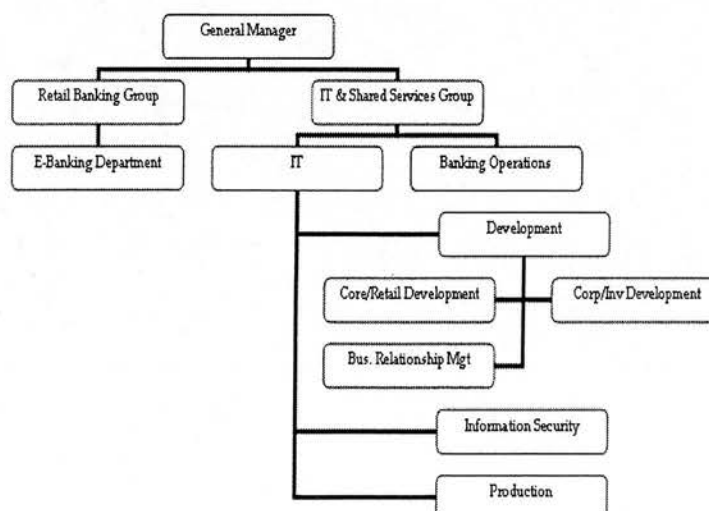 General Manager
Retail Banking Group
IT & Shared Services Group
E-Banking Department
IT
Banking Operations
Development
Core/Retail Development
Corp/Inv Development
Bus. Relationship Mgt
Information Security
Production